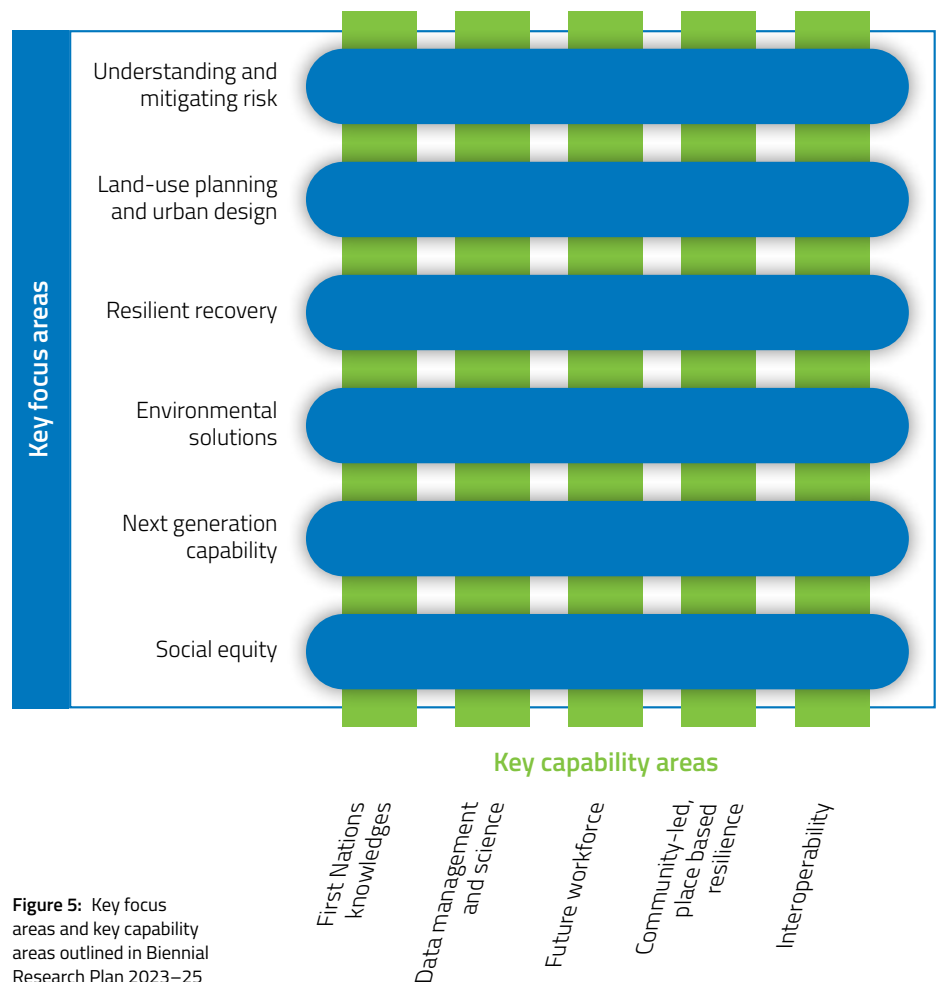 Key focus areas
Understanding and
mitigating risk
Land-use planning
and urban design
Resilient recovery
Environmental
solutions
Next generation
capability
Social equity
Key capability areas
First Nations
knowledges
Data management
and science
Future workforce
Community-led,
place based
resilience
Interoperability
Figure 5: Key focus
areas and key capability
areas outlined in Biennial
Research Plan 2023–25